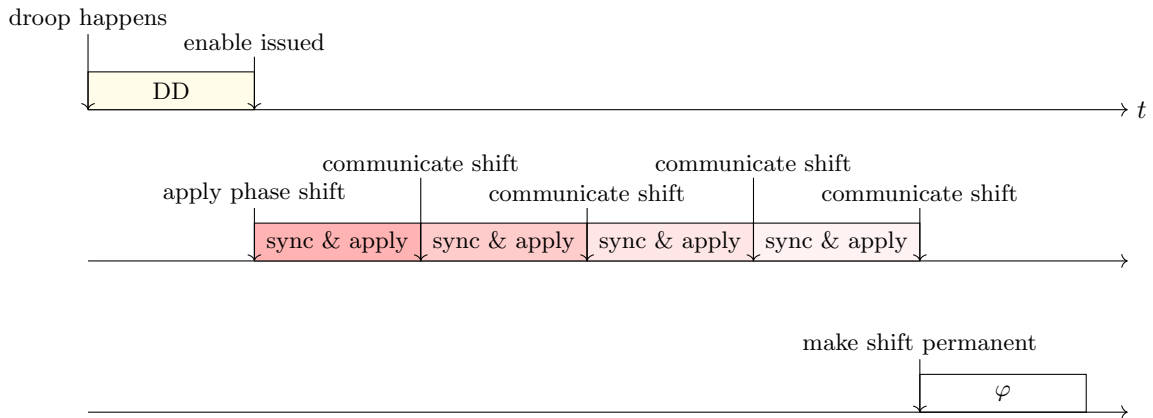 droop happens
enable issued
DD
t
communicate shift
communicate shift
apply phase shift
communicate shift
communicate shift
sync & apply
sync & apply
sync & apply
sync & apply
make shift permanent
φ